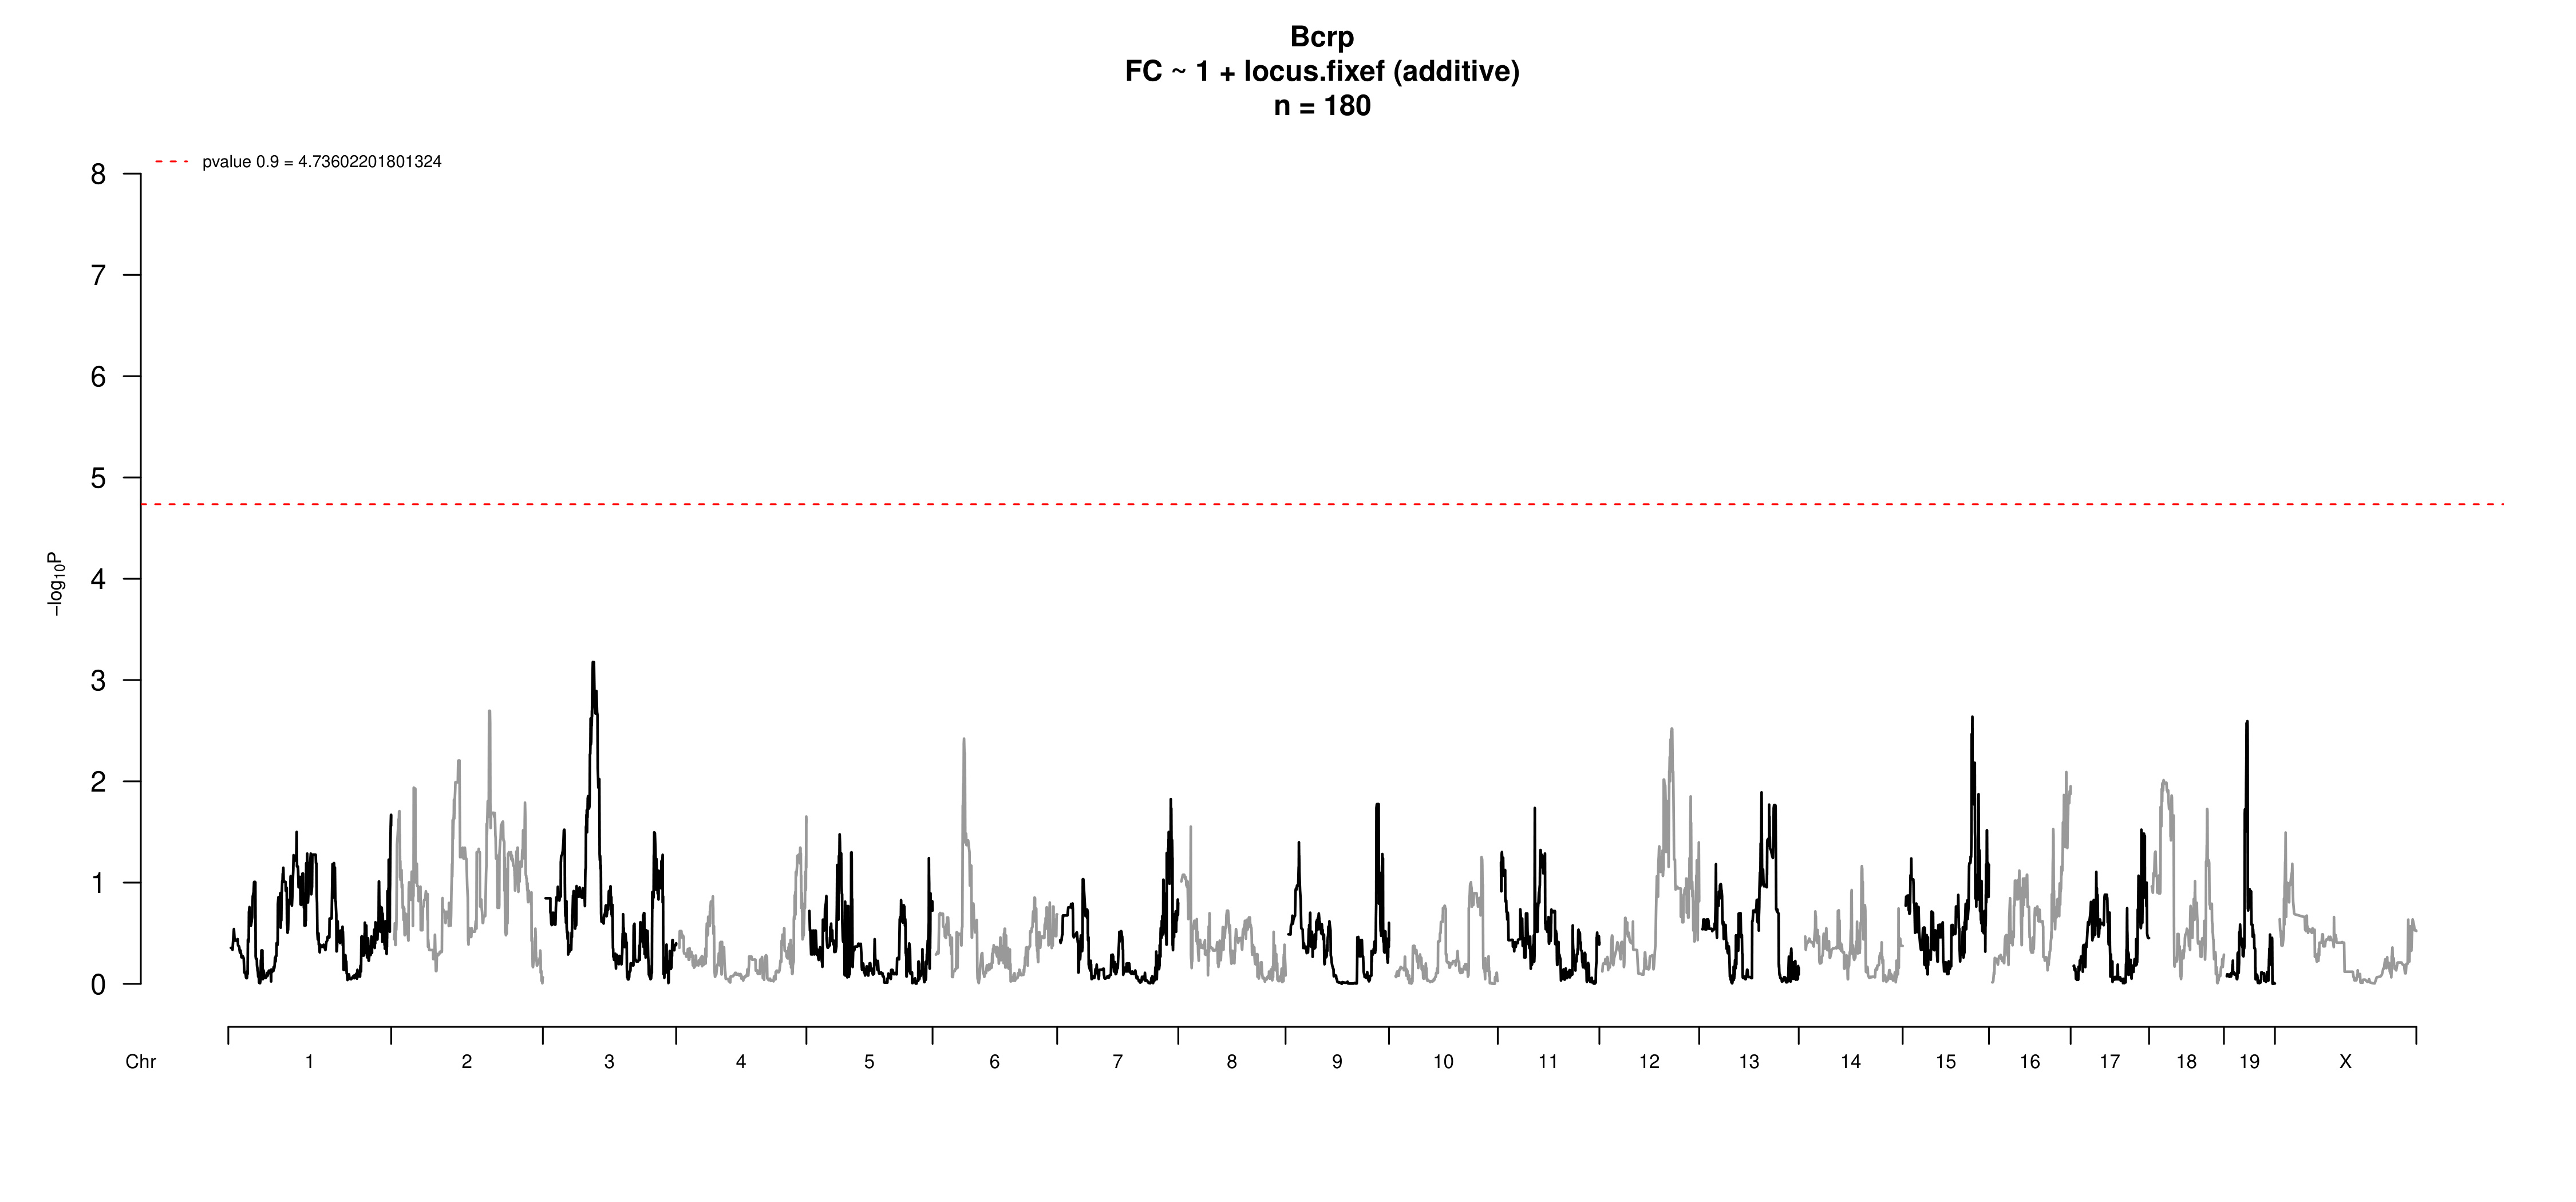 Bcrp
FC ~ 1 + locus.fixef (additive)
n = 180
pvalue 0.9 = 4.73602201801324
8
7
6
5
4
3
2
1
0
−log10P
Chr 1 2 3 4 5 6 7 8 9 10 11 12 13 14 15 16 17 18 19 X